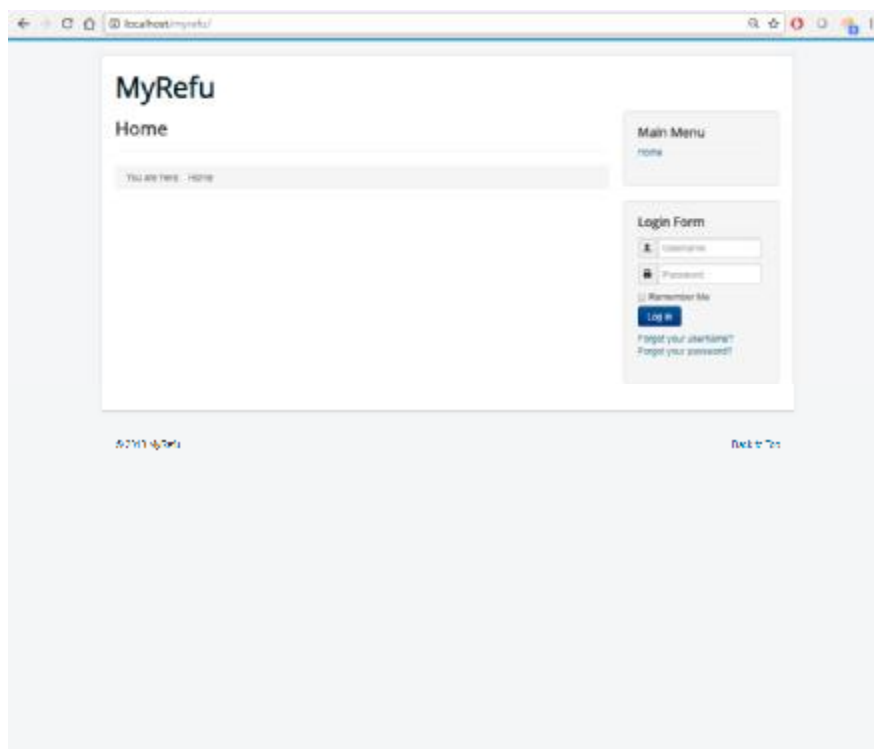 localhost/myrefu/
MyRefu
Home
You are here: Home
Main Menu
Home
Login Form
Username
Password
Remember Me
Log in
Forgot your username?
Forgot your password?
MyRefu
Back to Top